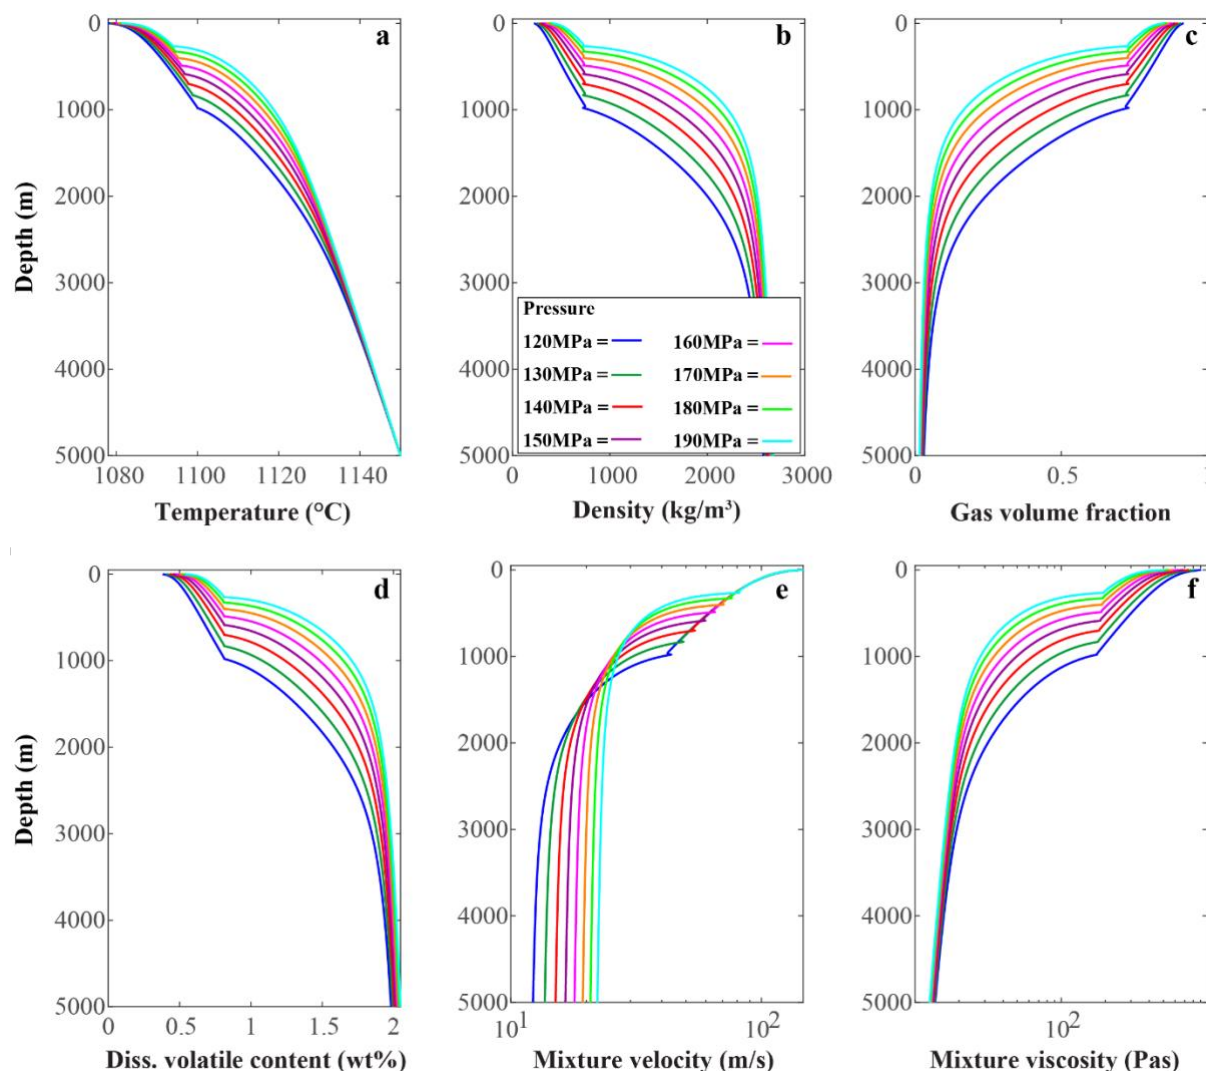 a
b
c
0
1000
2000
3000
4000
5000
Depth (m)
1080
1100
1120
1140
Temperature (°C)
0
1000
2000
3000
4000
5000
Pressure
120MPa =
160MPa =
130MPa =
170MPa =
140MPa =
180MPa =
150MPa =
190MPa =
0
1000
2000
3000
Density (kg/m³)
0
1000
2000
3000
4000
5000
0
0.5
1
Gas volume fraction
d
e
f
0
1000
2000
3000
4000
5000
Depth (m)
0
0.5
1
1.5
2
Diss. volatile content (wt%)
0
1000
2000
3000
4000
5000
10¹
10²
Mixture velocity (m/s)
0
1000
2000
3000
4000
5000
10²
Mixture viscosity (Pas)